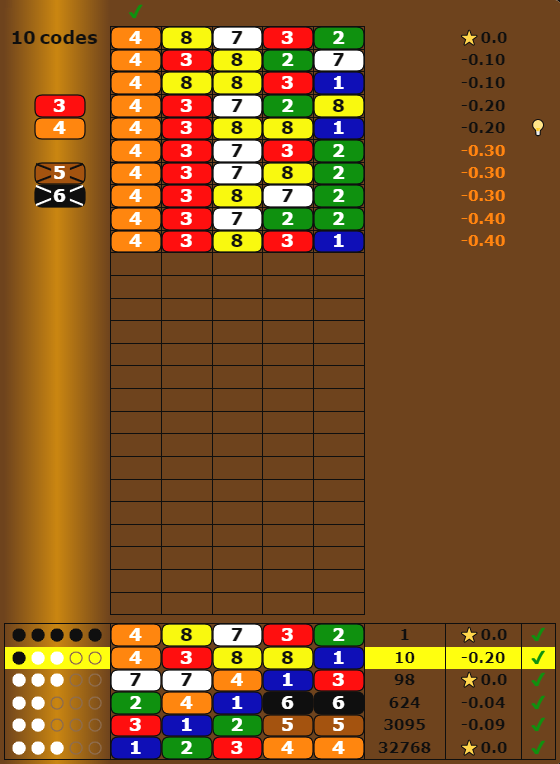 10 codes 4 8 7 3 2 0.0
4 3 8 2 7 -0.10
4 8 8 3 1 -0.10
3 4 3 7 2 8 -0.20
4 4 3 8 8 1 -0.20
4 3 7 3 2 -0.30
5 4 3 7 8 2 -0.30
6 4 3 8 7 2 -0.30
4 3 7 2 2 -0.40
4 3 8 3 1 -0.40
4 8 7 3 2 1 0.0
4 3 8 8 1 10 -0.20
7 7 4 1 3 98 0.0
2 4 1 6 6 624 -0.04
3 1 2 5 5 3095 -0.09
1 2 3 4 4 32768 0.0